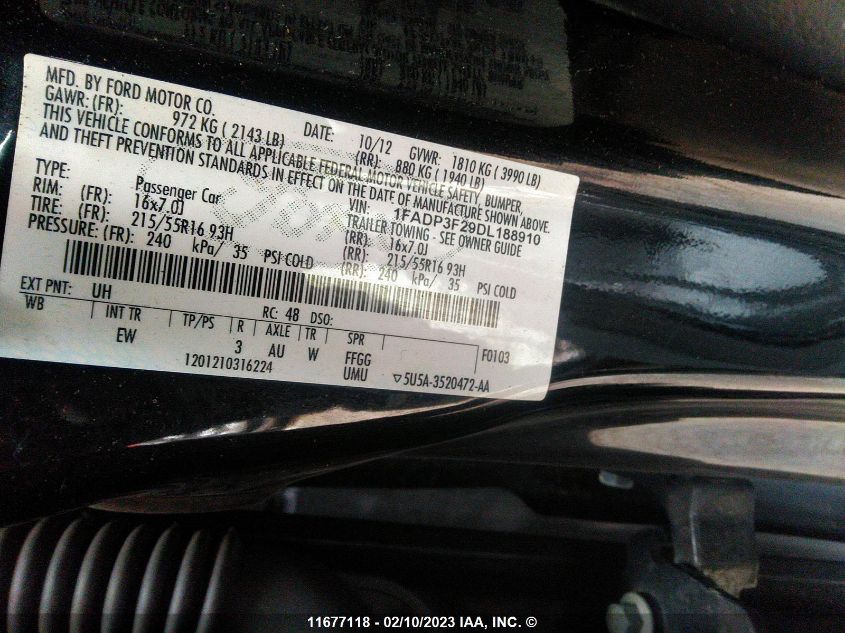 MFD. BY FORD MOTOR CO.
DATE: 10/12 GVWR: 1810 KG ( 3990 LB)
GAWR: (FR): 972 KG ( 2143 LB) (RR): 880 KG ( 1940 LB)
THIS VEHICLE CONFORMS TO ALL APPLICABLE FEDERAL MOTOR VEHICLE SAFETY, BUMPER,
AND THEFT PREVENTION STANDARDS IN EFFECT ON THE DATE OF MANUFACTURE SHOWN ABOVE.
VIN: 1FADP3F29DL188910
TYPE: Passenger Car TRAILER TOWING - SEE OWNER GUIDE
RIM: (FR): 16x7.0J (RR): 16x7.0J
TIRE: (FR): 215/55R16 93H (RR): 215/55R16 93H
PRESSURE: (FR): 240 kPa/ 35 PSI COLD (RR): 240 kPa/ 35 PSI COLD
EXT PNT: UH RC: 48 DSO:
WB INT TR TP/PS R AXLE TR SPR F0103
EW 3 AU W FFGG
1201210316224 UMU ▽5U5A-3520472-AA
11677118 - 02/10/2023 IAA, INC. ©